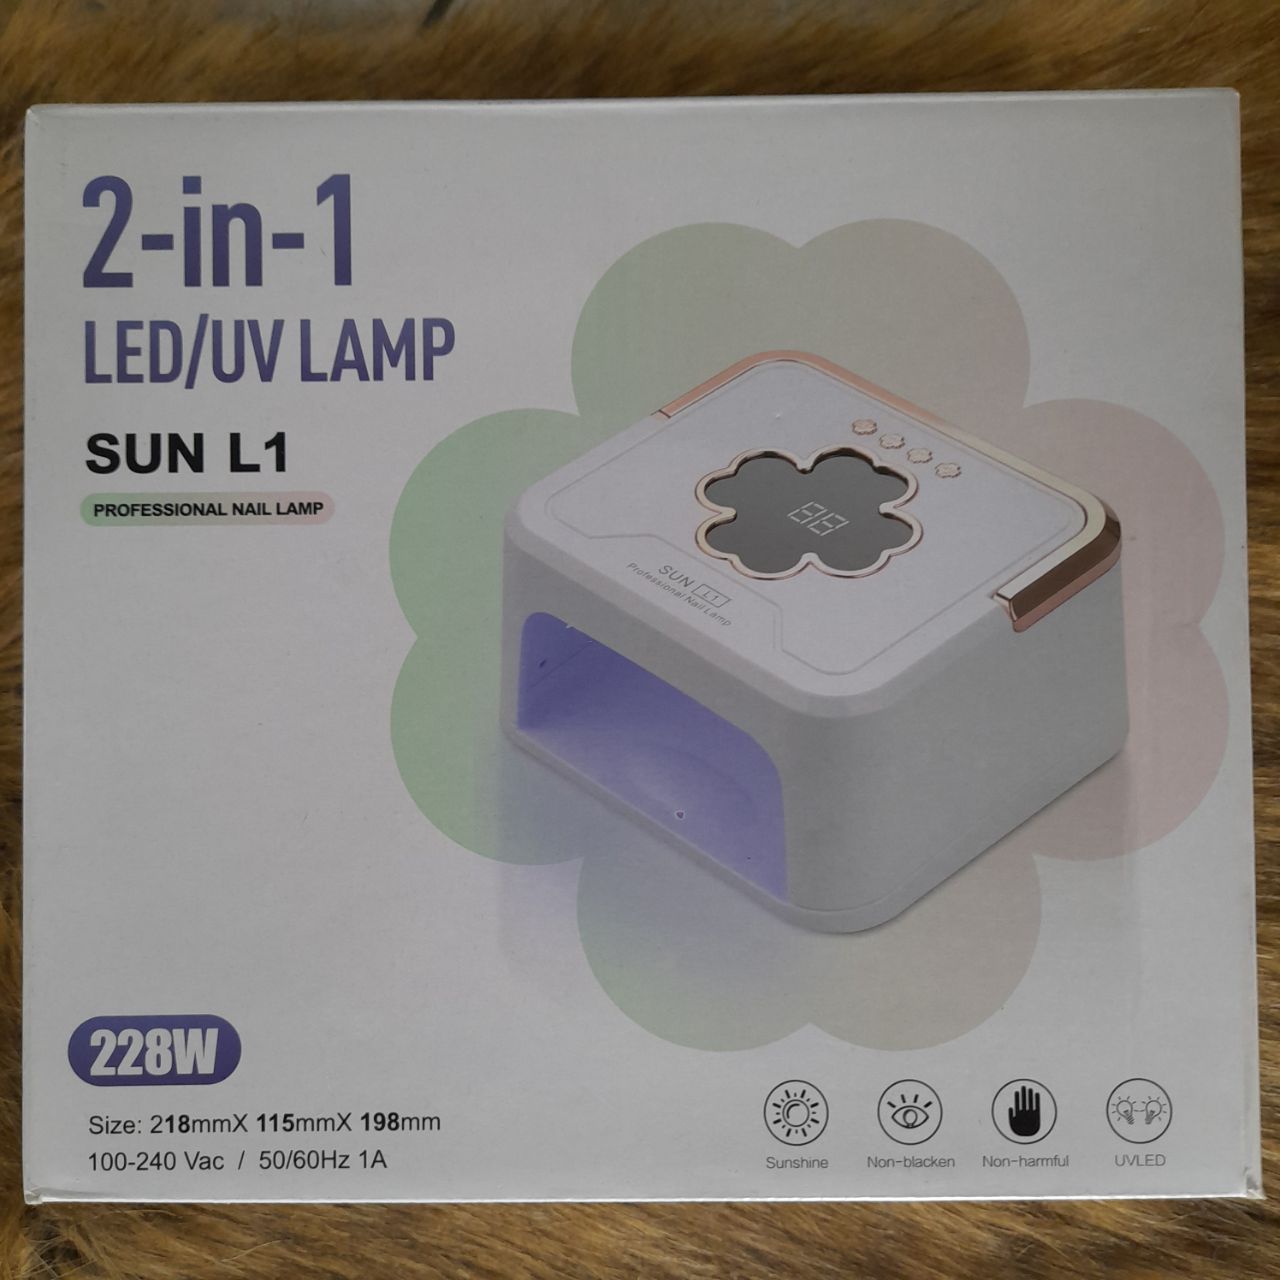 2-in-1
LED/UV LAMP
SUN L1
PROFESSIONAL NAIL LAMP
88
SUN L1
Professional Nail Lamp
228W
Size: 218mmX 115mmX 198mm
100-240 Vac / 50/60Hz 1A
Sunshine
Non-blacken
Non-harmful
UVLED